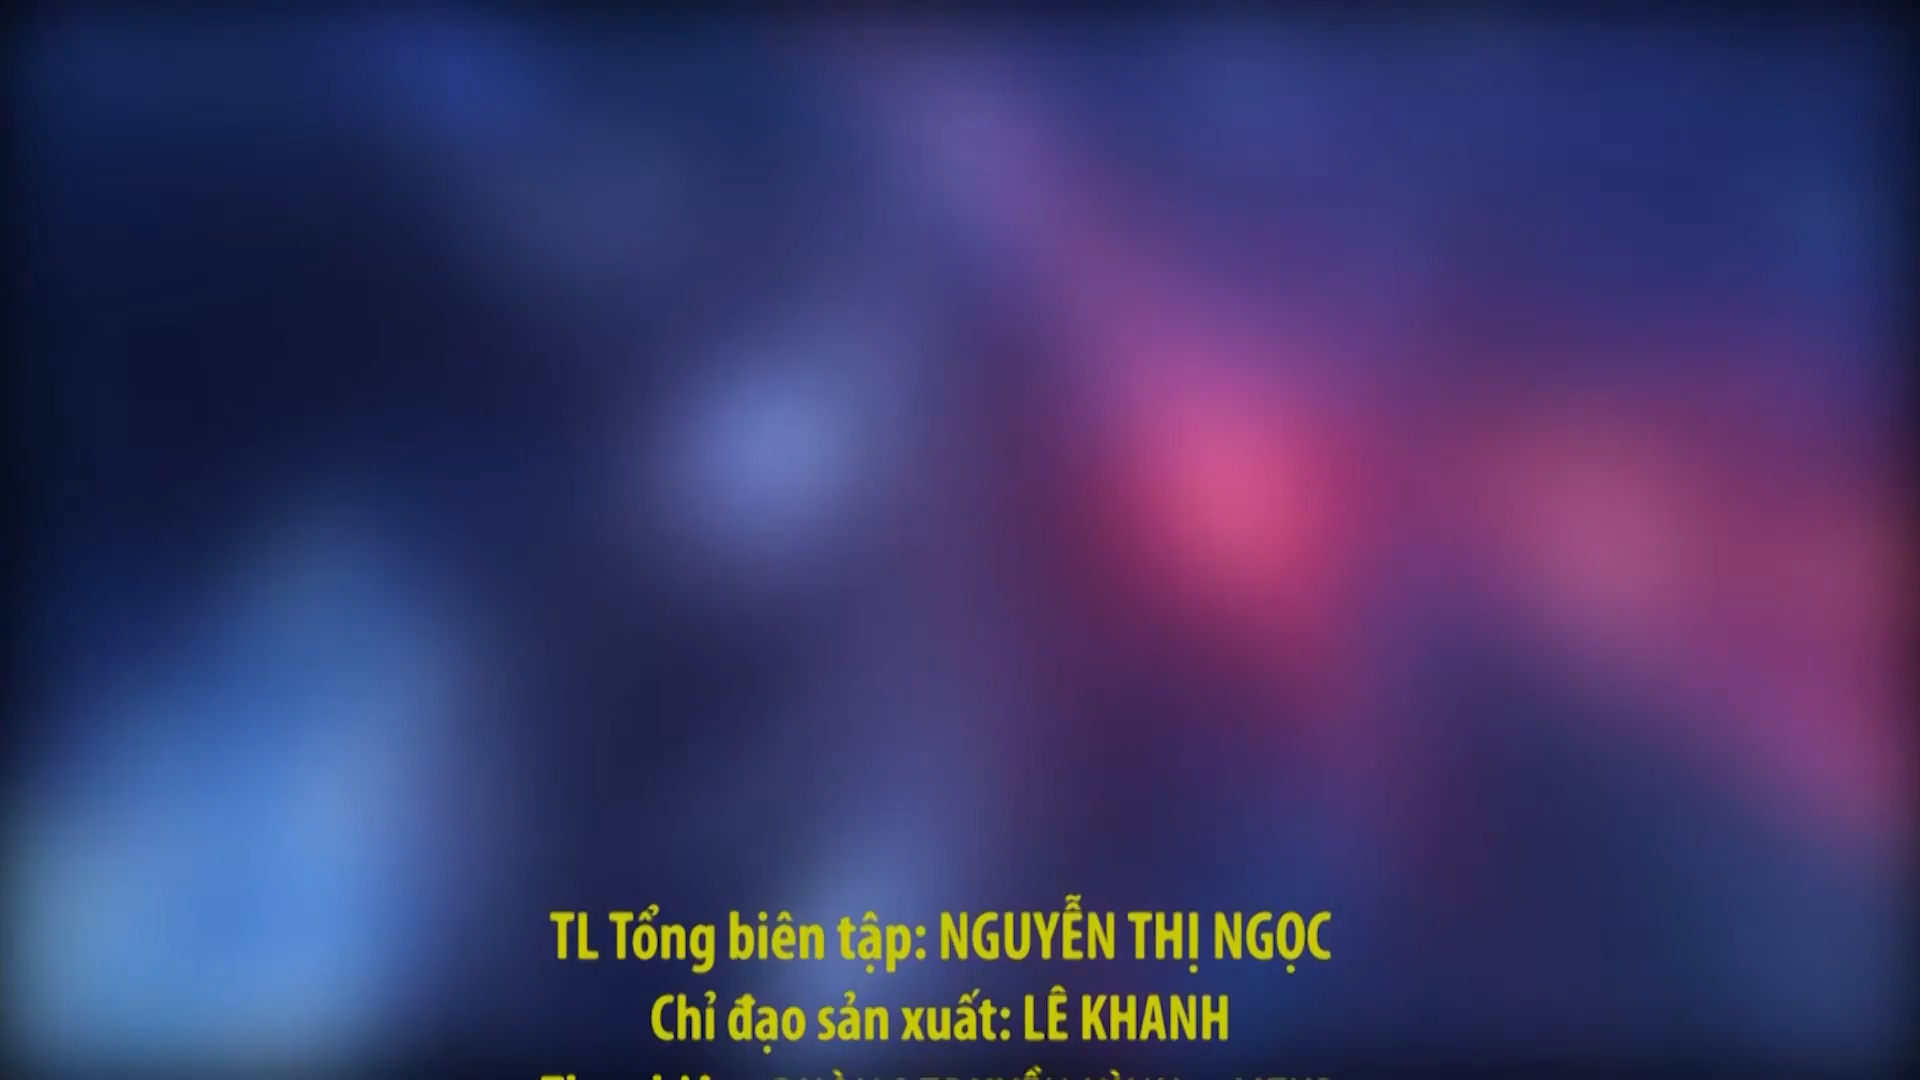 TL Tổng biên tập: NGUYỄN THỊ NGỌC
Chỉ đạo sản xuất: LÊ KHANH